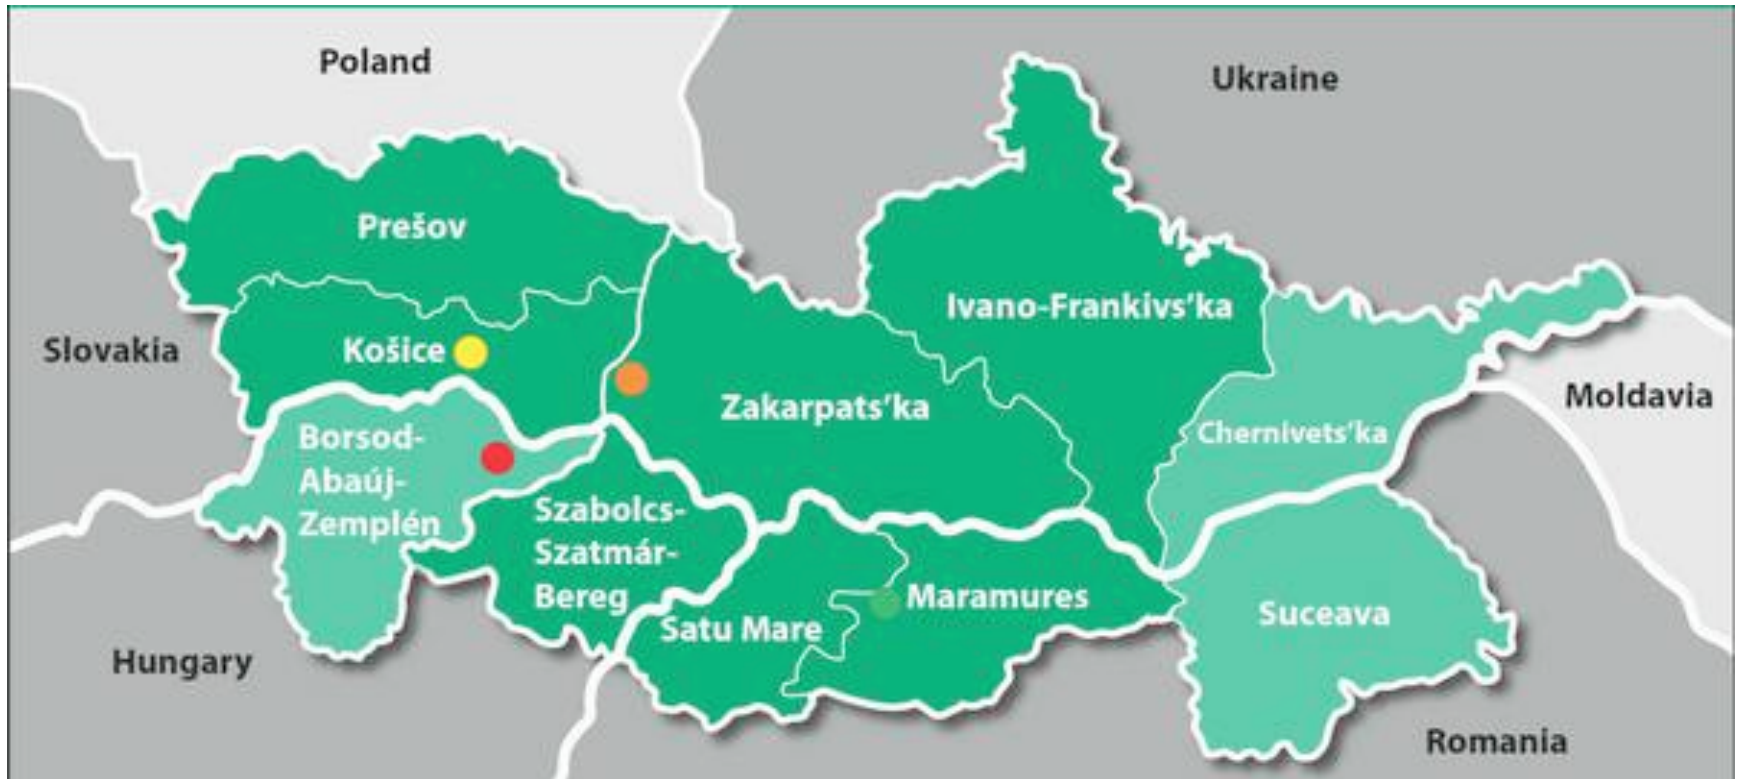 Poland
Ukraine
Prešov
Ivano-Frankivs'ka
Slovakia
Košice
Zakarpats'ka
Moldavia
Chernivets'ka
Borsod-
Abaúj-
Zemplén
Szabolcs-
Szatmár-
Bereg
Satu Mare
Maramures
Suceava
Hungary
Romania